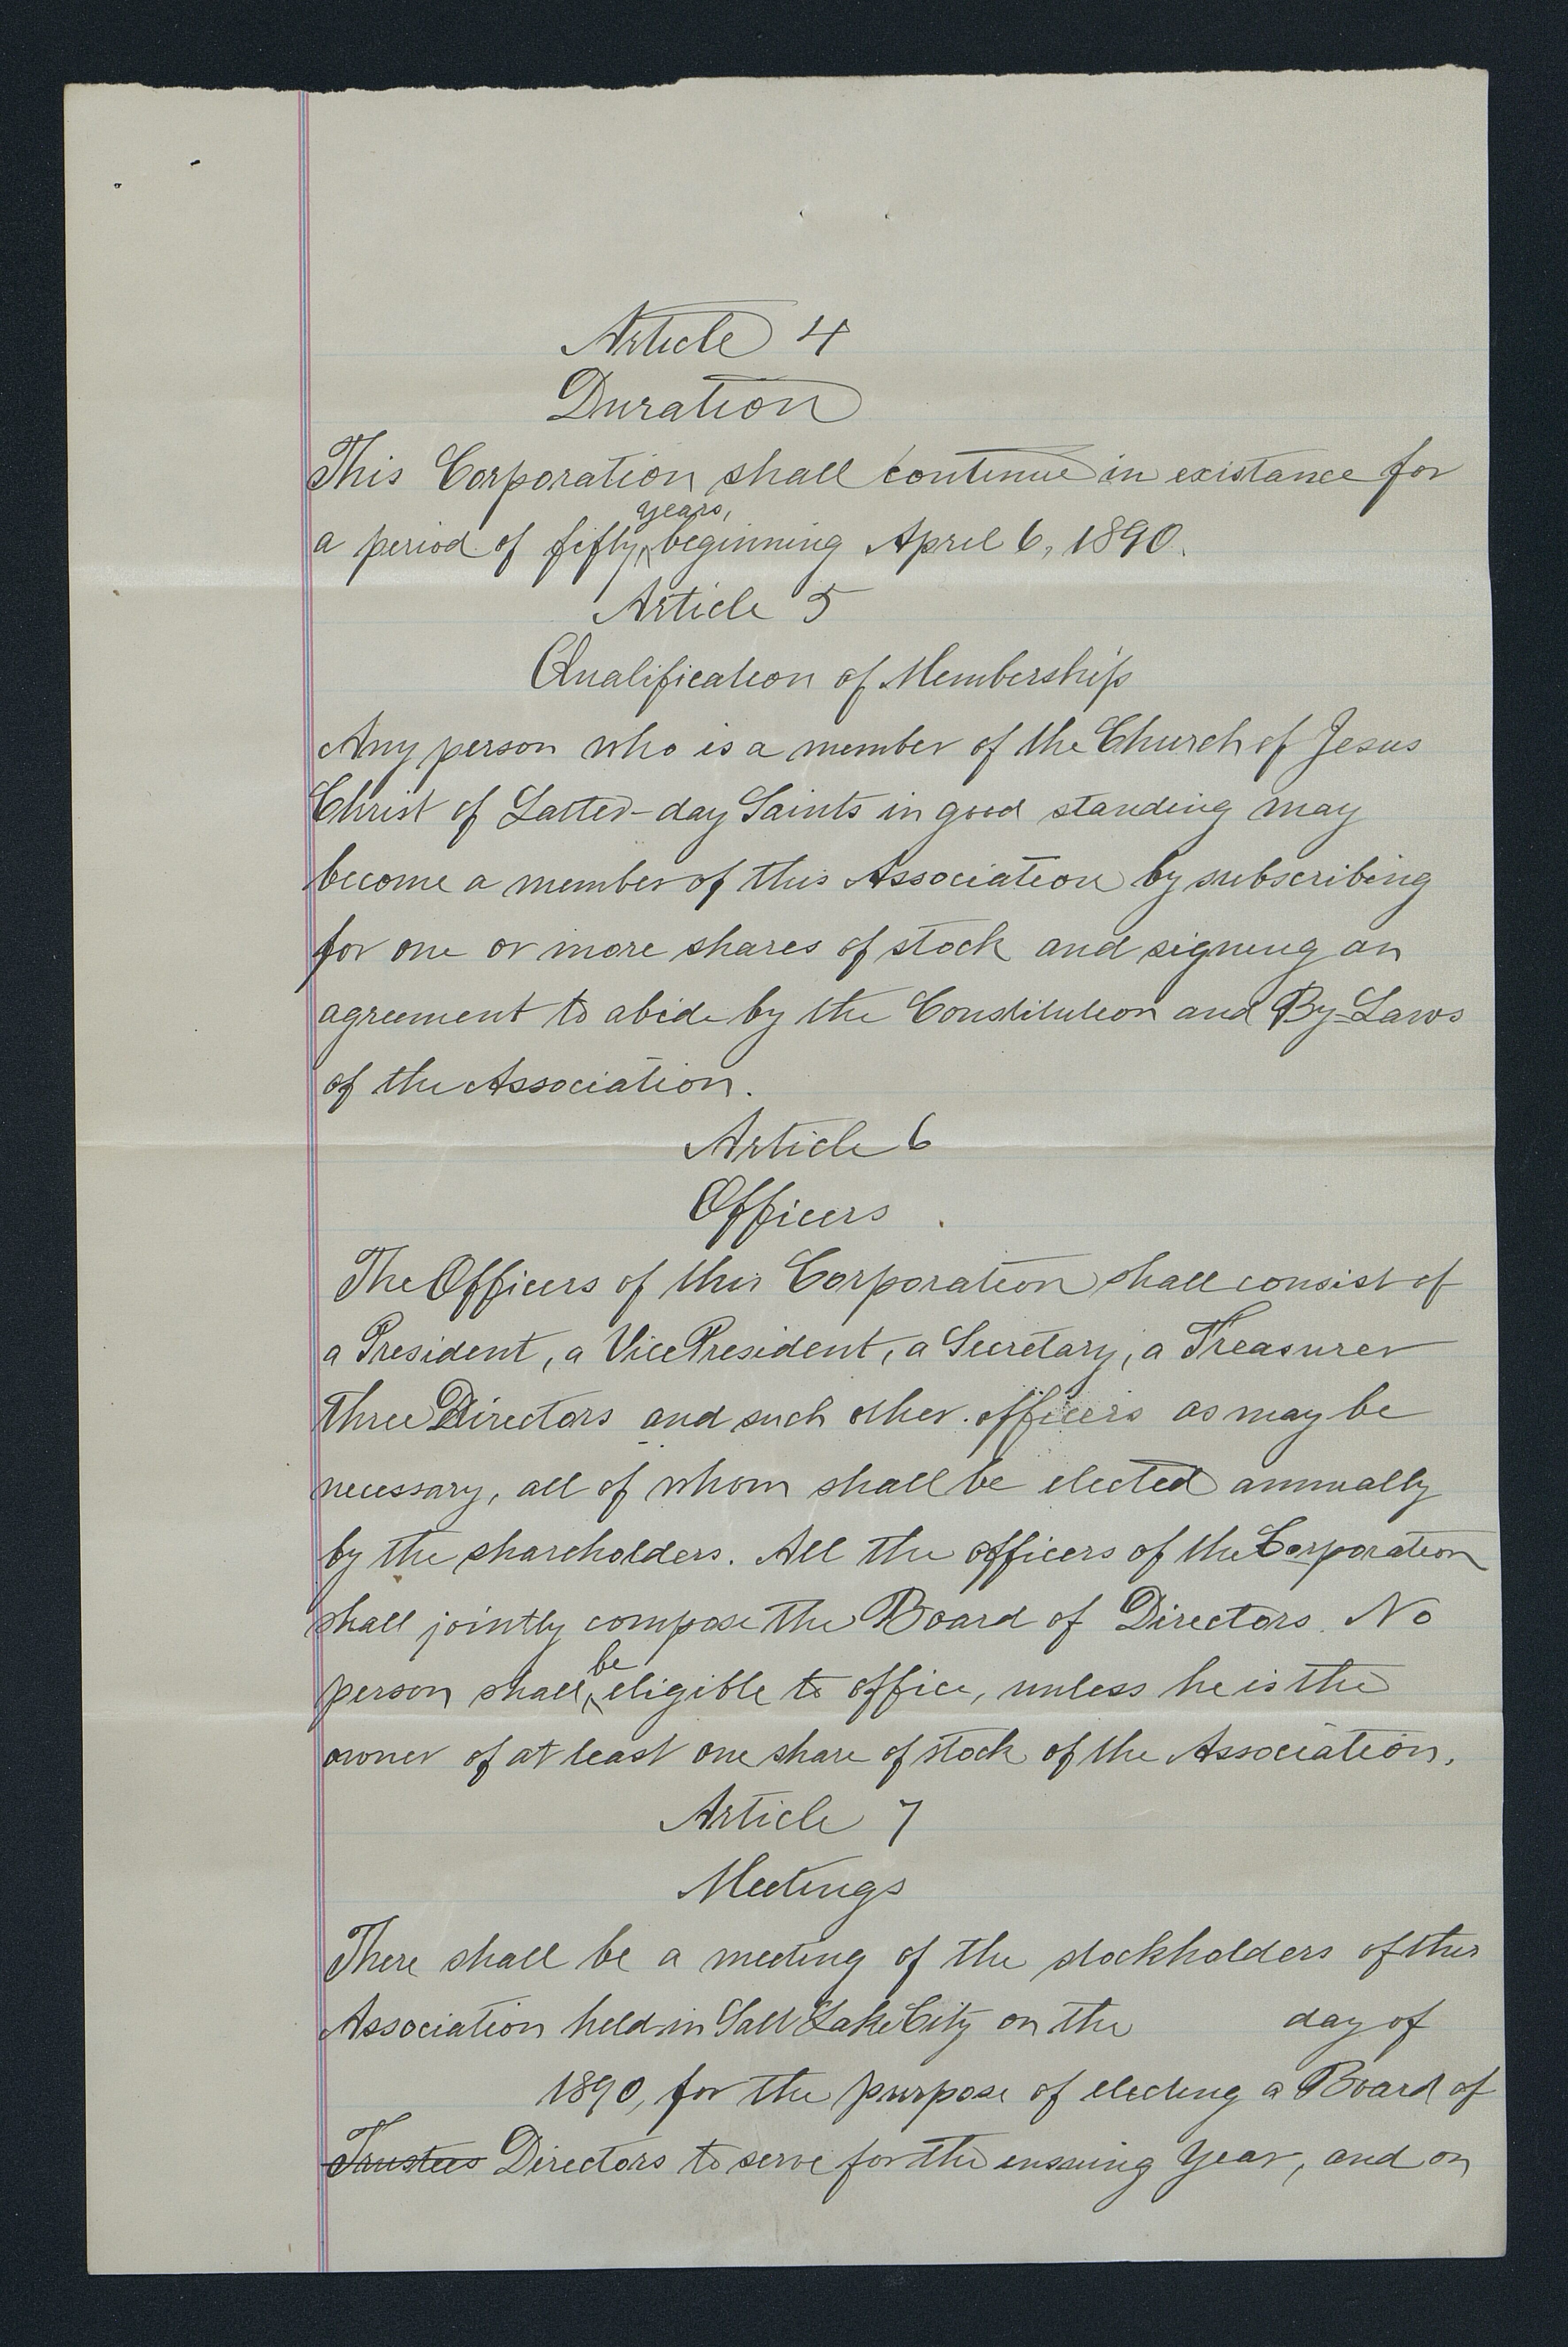 Article 4
Duration
This Corporation shall continue in existance for
years,
a period of fifty, beginning April 6, 1890.
Article 5
Qualification of Membership
Any person who is a member of the Church of Jesus
Christ of Latter-day Saints in good standing may
become a member of this Association by subscribing
for one or more shares of stock and signing an
agreement to abide by the Constitution and By-Laws
of the Association.
Article 6
Officers
The Officers of this Corporation shall consist of
a President, a Vice President, a Secretary, a Treasurer
three Directors and such other officers as may be
necessary, all of whom shall be elected annually
by the shareholders. All the officers of the Corporation
shall jointly compose the Board of Directors. No
be
person shall eligible to office, unless he is the
owner of at least one share of stock of the Association.
Article 7
Meetings
There shall be a meeting of the stockholders of this
Association held in Salt Lake City on the day of
1890, for the purpose of electing a Board of
Trustees Directors to serve for the ensuing year, and on